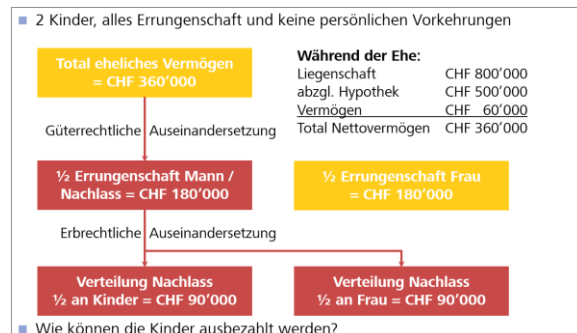 2 Kinder, alles Errungenschaft und keine persönlichen Vorkehrungen
Total eheliches Vermögen
= CHF 360’000
Während der Ehe:
Liegenschaft CHF 800’000
abzgl. Hypothek CHF 500’000
Vermögen CHF 60’000
Total Nettovermögen CHF 360’000
Güterrechtliche Auseinandersetzung
½ Errungenschaft Mann /
Nachlass = CHF 180’000
½ Errungenschaft Frau
= CHF 180’000
Erbrechtliche Auseinandersetzung
Verteilung Nachlass
½ an Kinder = CHF 90’000
Verteilung Nachlass
½ an Frau = CHF 90’000
Wie können die Kinder ausbezahlt werden?